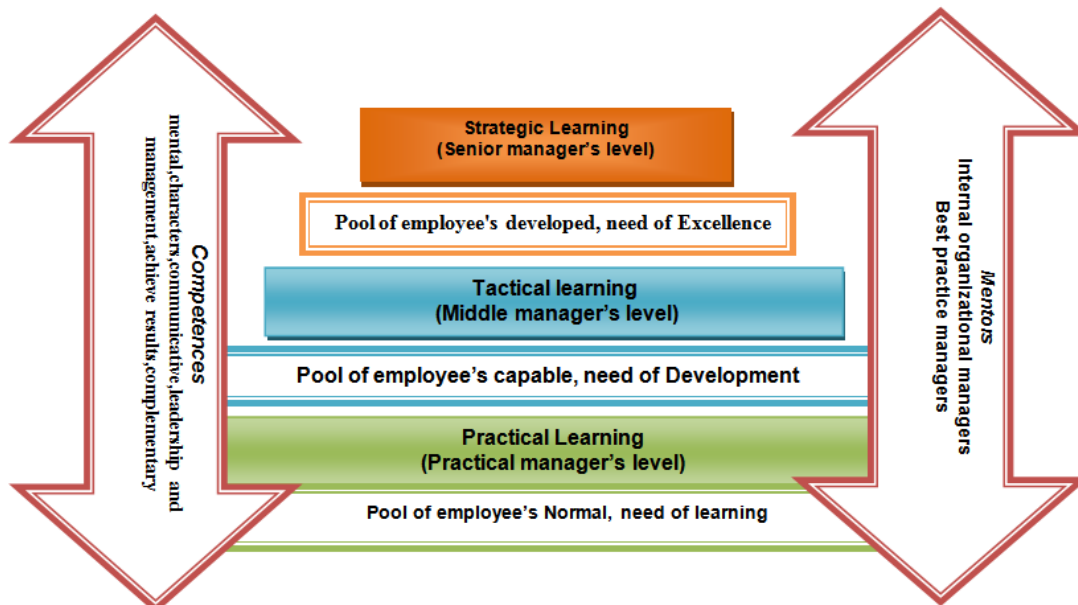 Competences
mental,characters,communicative,leadership and
management,achieve results,complementary
Strategic Learning
(Senior manager's level)
Pool of employee's developed, need of Excellence
Tactical learning
(Middle manager's level)
Pool of employee's capable, need of Development
Practical Learning
(Practical manager's level)
Pool of employee's Normal, need of learning
Mentors
Internal organizational managers
Best practice managers